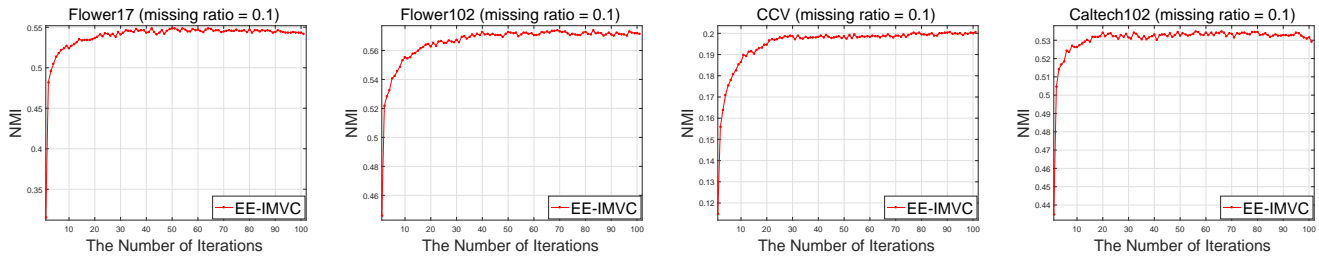 Flower17 (missing ratio = 0.1)
0.55
0.5
0.45
0.4
0.35
NMI
EE-IMVC
10 20 30 40 50 60 70 80 90 100
The Number of Iterations
Flower102 (missing ratio = 0.1)
0.56
0.54
0.52
0.5
0.48
0.46
NMI
EE-IMVC
10 20 30 40 50 60 70 80 90 100
The Number of Iterations
CCV (missing ratio = 0.1)
0.2
0.19
0.18
0.17
0.16
0.15
0.14
0.13
0.12
NMI
EE-IMVC
10 20 30 40 50 60 70 80 90 100
The Number of Iterations
Caltech102 (missing ratio = 0.1)
0.53
0.52
0.51
0.5
0.49
0.48
0.47
0.46
0.45
0.44
NMI
EE-IMVC
10 20 30 40 50 60 70 80 90 100
The Number of Iterations